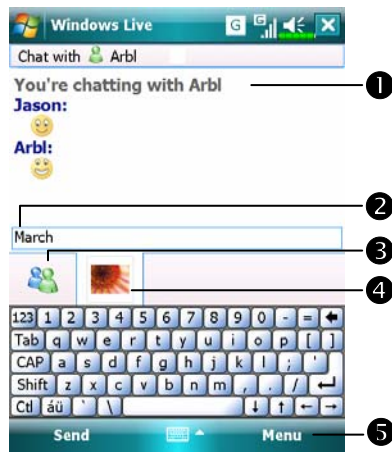 Windows Live G G
Chat with Arbl
You're chatting with Arbl
1
Jason:
Arbl:
2
March
3
4
123 1 2 3 4 5 6 7 8 9 0 - =
Tab q w e r t y u i o p [ ]
CAP a s d f g h j k l ; '
Shift z x c v b n m , . /
Ctl áü ` \
Send Menu 5